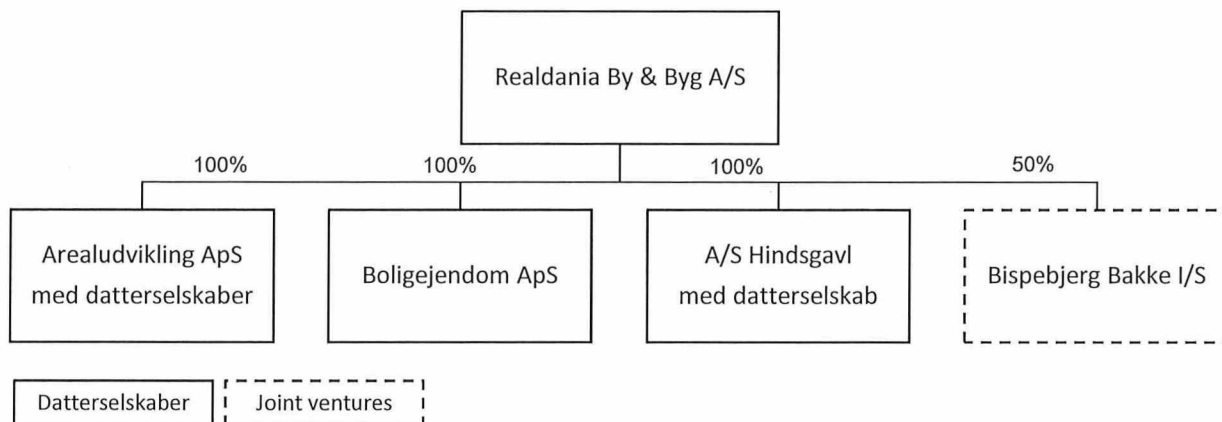 Realdania By & Byg A/S
100%
100%
100%
50%
Arealudvikling ApS
med datterselskaber
Boligejendom ApS
A/S Hindsgavl
med datterselskab
Bispebjerg Bakke I/S
Datterselskaber
Joint ventures